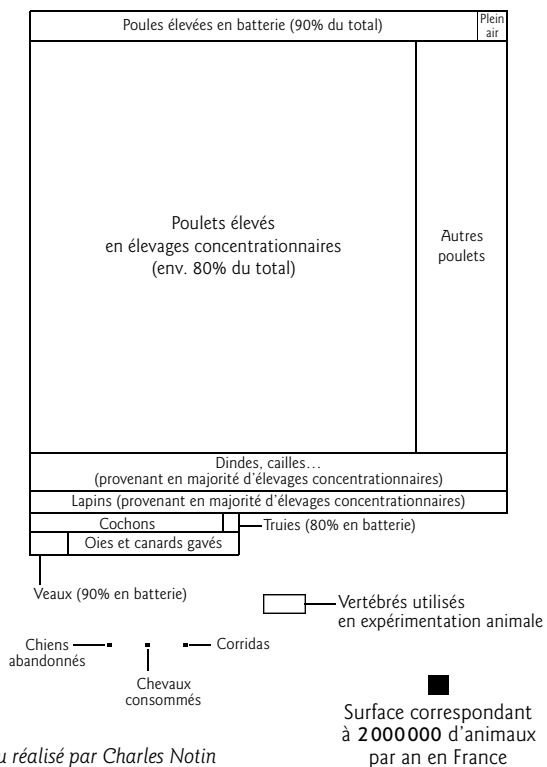 Poules élevées en batterie (90% du total)
Plein
air
Poulets élevés
en élevages concentrationnaires
(env. 80% du total)
Autres
poulets
Dindes, cailles…
(provenant en majorité d’élevages concentrationnaires)
Lapins (provenant en majorité d’élevages concentrationnaires)
Cochons
Truies (80% en batterie)
Oies et canards gavés
Veaux (90% en batterie)
Vertébrés utilisés
en expérimentation animale
Chiens
abandonnés
Corridas
Chevaux
consommés
Surface correspondant
à 2000000 d’animaux
par an en France
u réalisé par Charles Notin